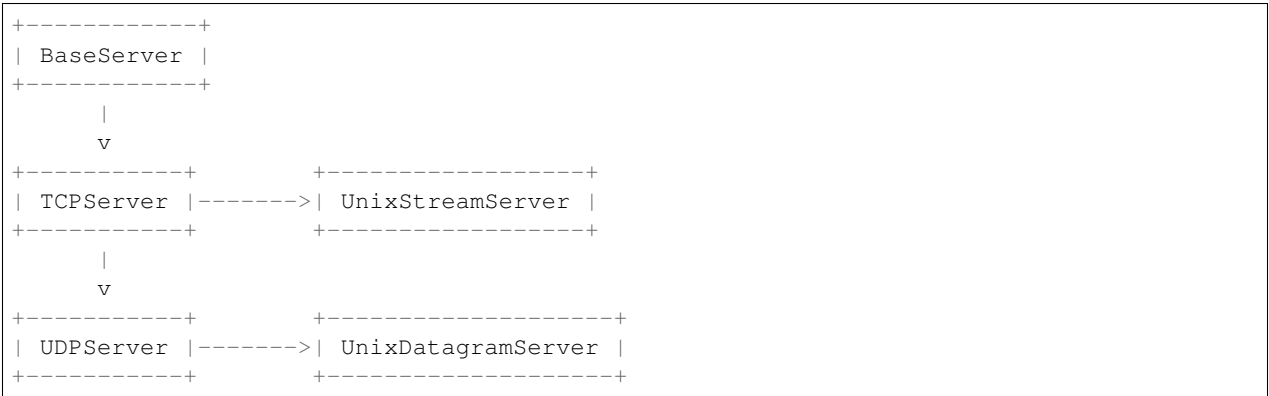 +------------+
| BaseServer |
+------------+
      |
      v
+-----------+        +------------------+
| TCPServer |------->| UnixStreamServer |
+-----------+        +------------------+
      |
      v
+-----------+        +--------------------+
| UDPServer |------->| UnixDatagramServer |
+-----------+        +--------------------+